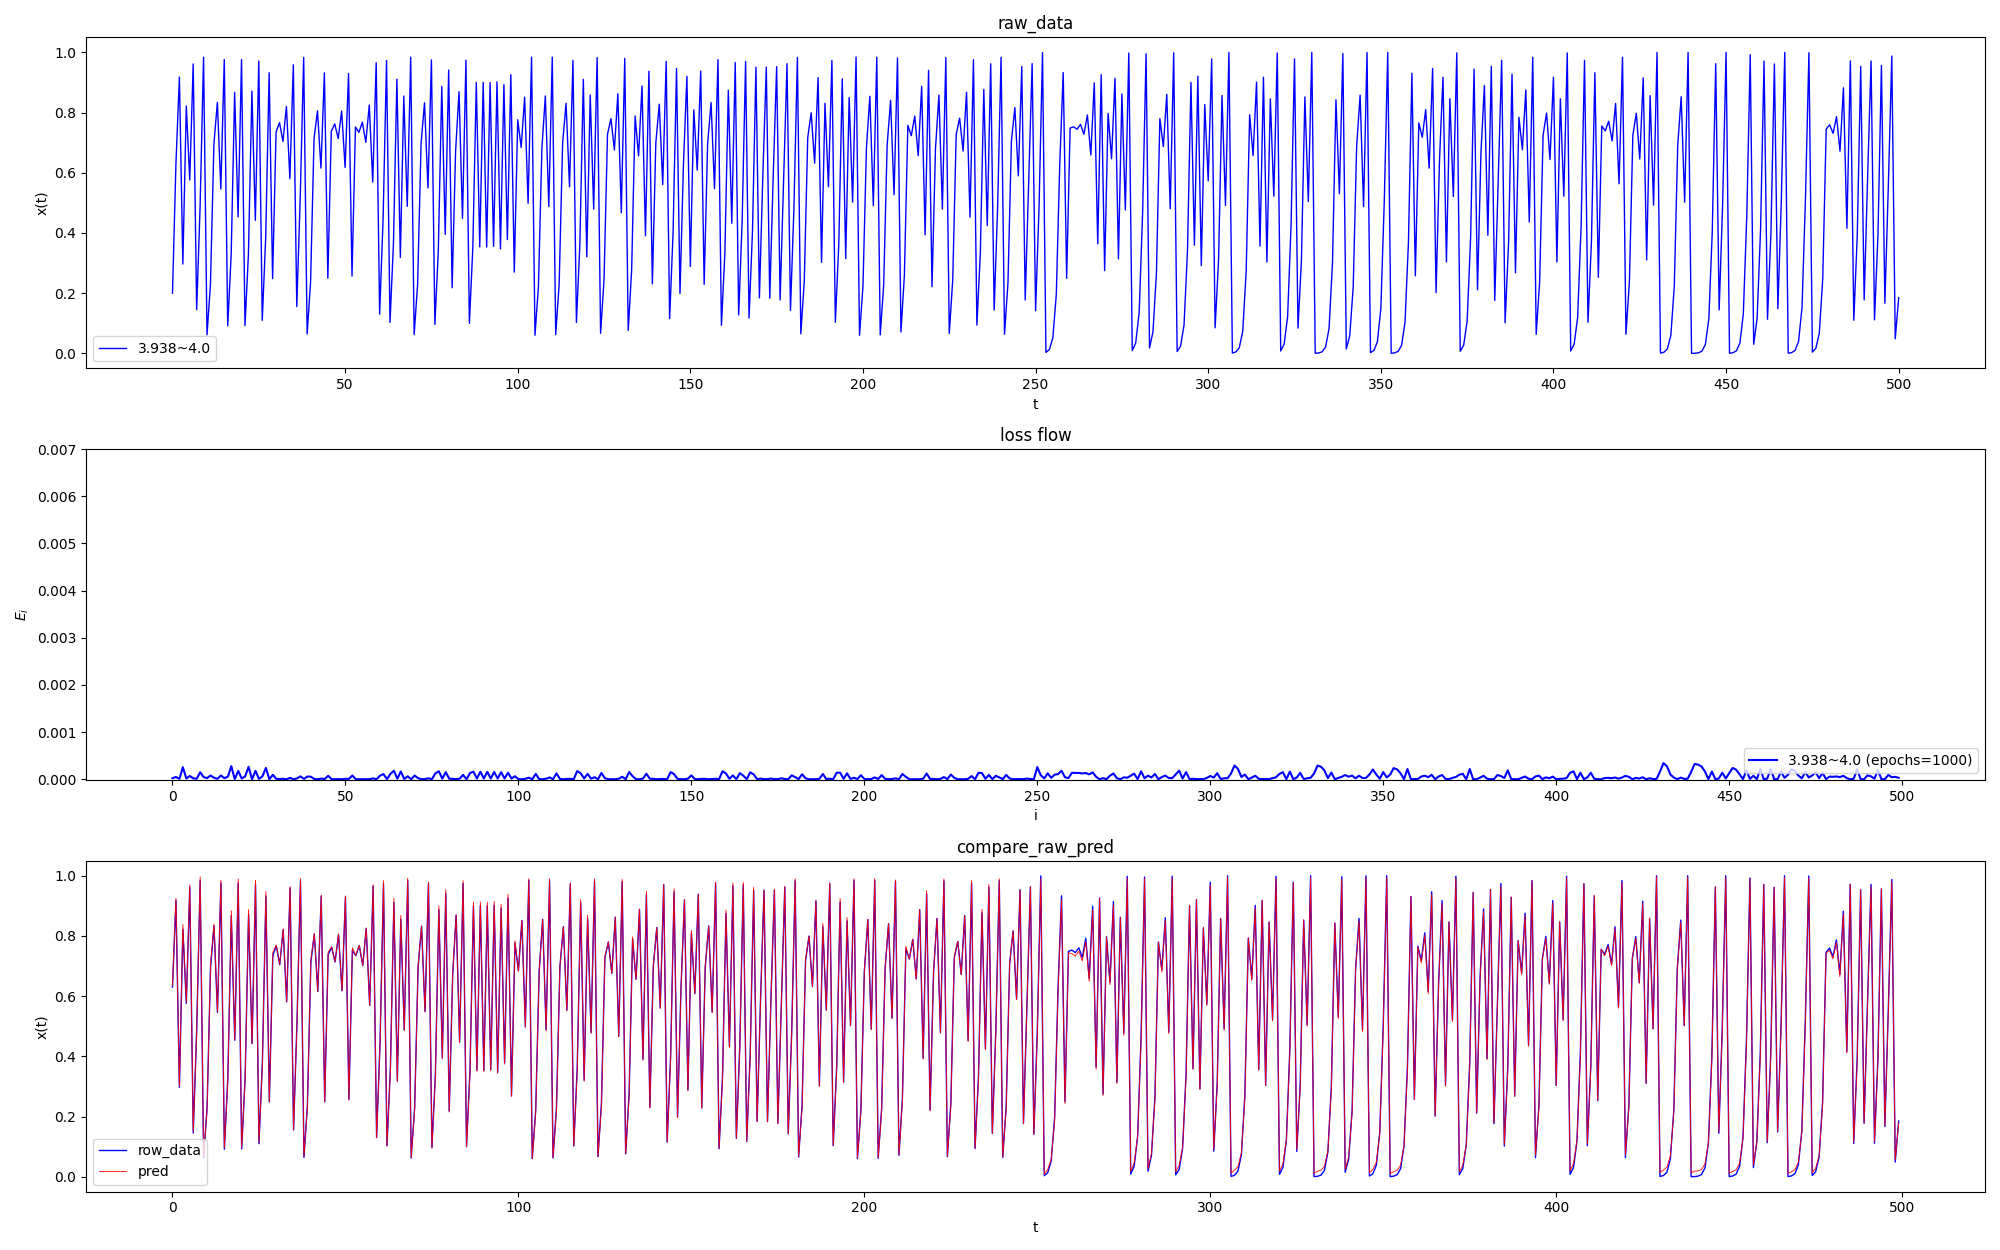 raw_data
1.0
0.8
0.6
0.4
0.2
0.0
x(t)
3.938~4.0
50 100 150 200 250 300 350 400 450 500
t
loss flow
0.007
0.006
0.005
0.004
0.003
0.002
0.001
0.000
E_i
3.938~4.0 (epochs=1000)
0 50 100 150 200 250 300 350 400 450 500
i
compare_raw_pred
1.0
0.8
0.6
0.4
0.2
0.0
x(t)
row_data
pred
0 100 200 300 400 500
t